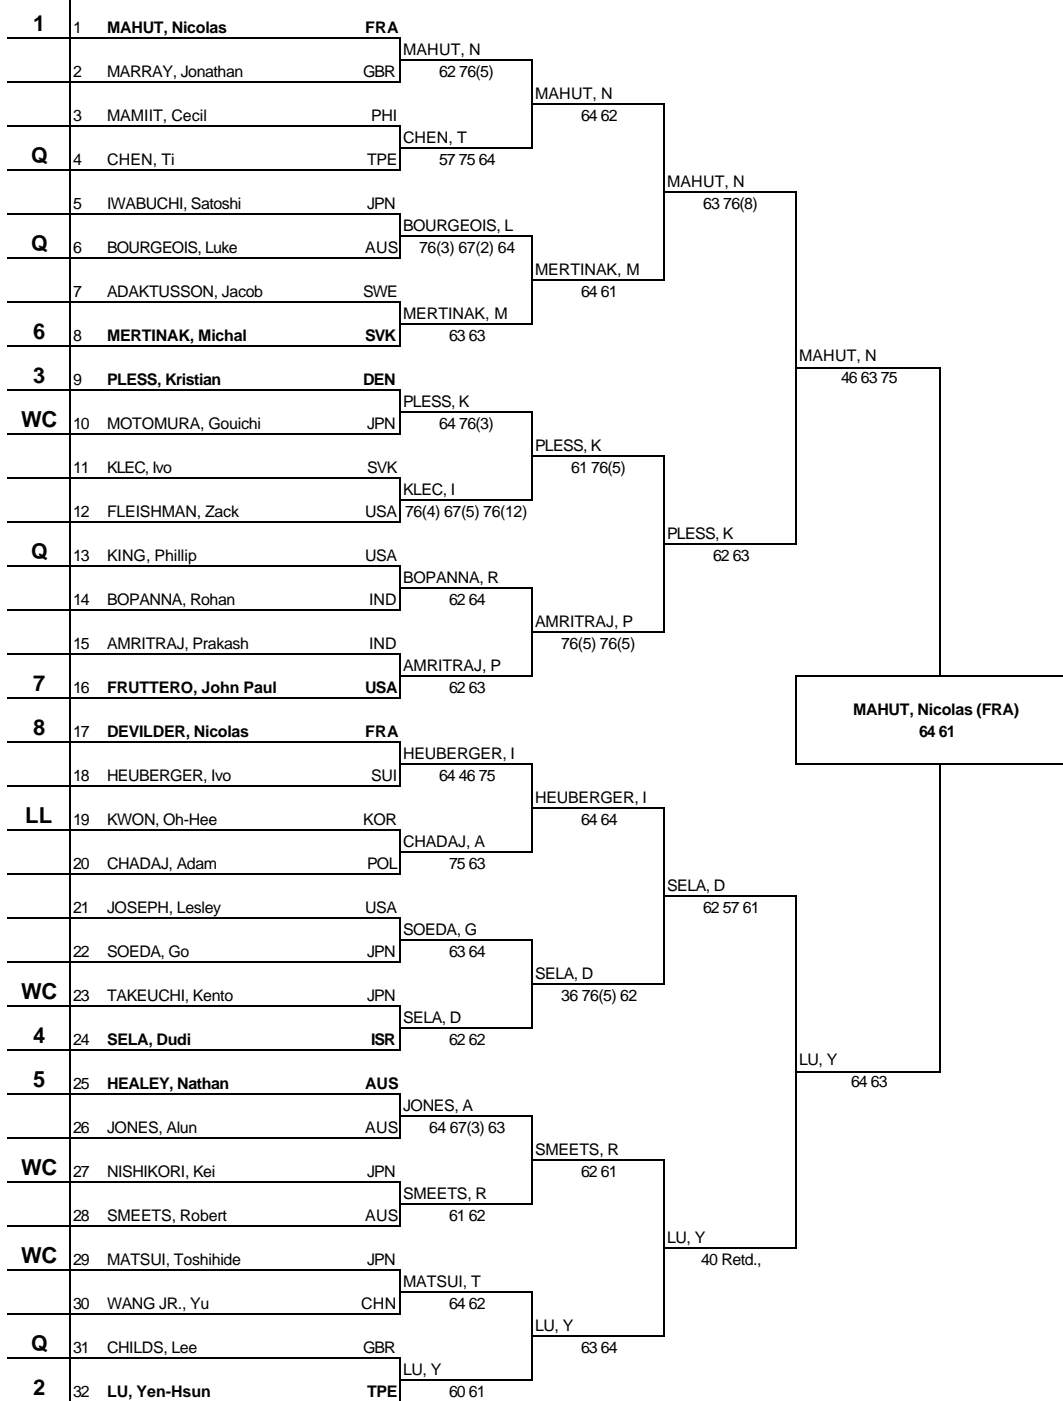 1 1 MAHUT, Nicolas FRA
MAHUT, N
2 MARRAY, Jonathan GBR 62 76(5)
MAHUT, N
3 MAMIIT, Cecil PHI 64 62
CHEN, T
Q 4 CHEN, Ti TPE 57 75 64
MAHUT, N
5 IWABUCHI, Satoshi JPN 63 76(8)
BOURGEOIS, L
Q 6 BOURGEOIS, Luke AUS 76(3) 67(2) 64
MERTINAK, M
7 ADAKTUSSON, Jacob SWE 64 61
MERTINAK, M
6 8 MERTINAK, Michal SVK 63 63
MAHUT, N
3 9 PLESS, Kristian DEN 46 63 75
PLESS, K
WC 10 MOTOMURA, Gouichi JPN 64 76(3)
PLESS, K
11 KLEC, Ivo SVK 61 76(5)
KLEC, I
12 FLEISHMAN, Zack USA 76(4) 67(5) 76(12)
PLESS, K
Q 13 KING, Phillip USA 62 63
BOPANNA, R
14 BOPANNA, Rohan IND 62 64
AMRITRAJ, P
15 AMRITRAJ, Prakash IND 76(5) 76(5)
AMRITRAJ, P
7 16 FRUTTERO, John Paul USA 62 63
MAHUT, Nicolas (FRA)
8 17 DEVILDER, Nicolas FRA 64 61
HEUBERGER, I
18 HEUBERGER, Ivo SUI 64 46 75
HEUBERGER, I
LL 19 KWON, Oh-Hee KOR 64 64
CHADAJ, A
20 CHADAJ, Adam POL 75 63
SELA, D
21 JOSEPH, Lesley USA 62 57 61
SOEDA, G
22 SOEDA, Go JPN 63 64
SELA, D
WC 23 TAKEUCHI, Kento JPN 36 76(5) 62
SELA, D
4 24 SELA, Dudi ISR 62 62
LU, Y
5 25 HEALEY, Nathan AUS 64 63
JONES, A
26 JONES, Alun AUS 64 67(3) 63
SMEETS, R
WC 27 NISHIKORI, Kei JPN 62 61
SMEETS, R
28 SMEETS, Robert AUS 61 62
LU, Y
WC 29 MATSUI, Toshihide JPN 40 Retd.,
MATSUI, T
30 WANG JR., Yu CHN 64 62
LU, Y
Q 31 CHILDS, Lee GBR 63 64
LU, Y
2 32 LU, Yen-Hsun TPE 60 61